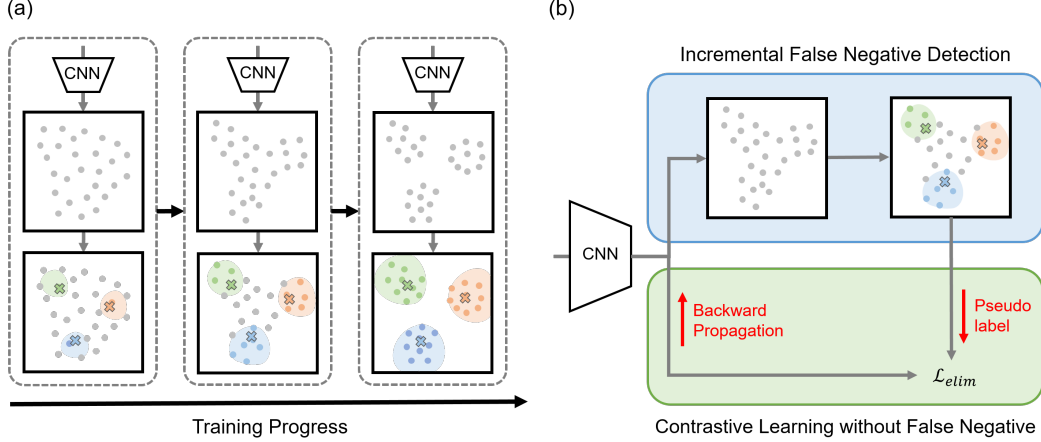 (a)
CNN
CNN
CNN
Training Progress
(b)
Incremental False Negative Detection
CNN
Backward
Propagation
Pseudo
label
ℒ𝑒𝑙𝑖𝑚
Contrastive Learning without False Negative